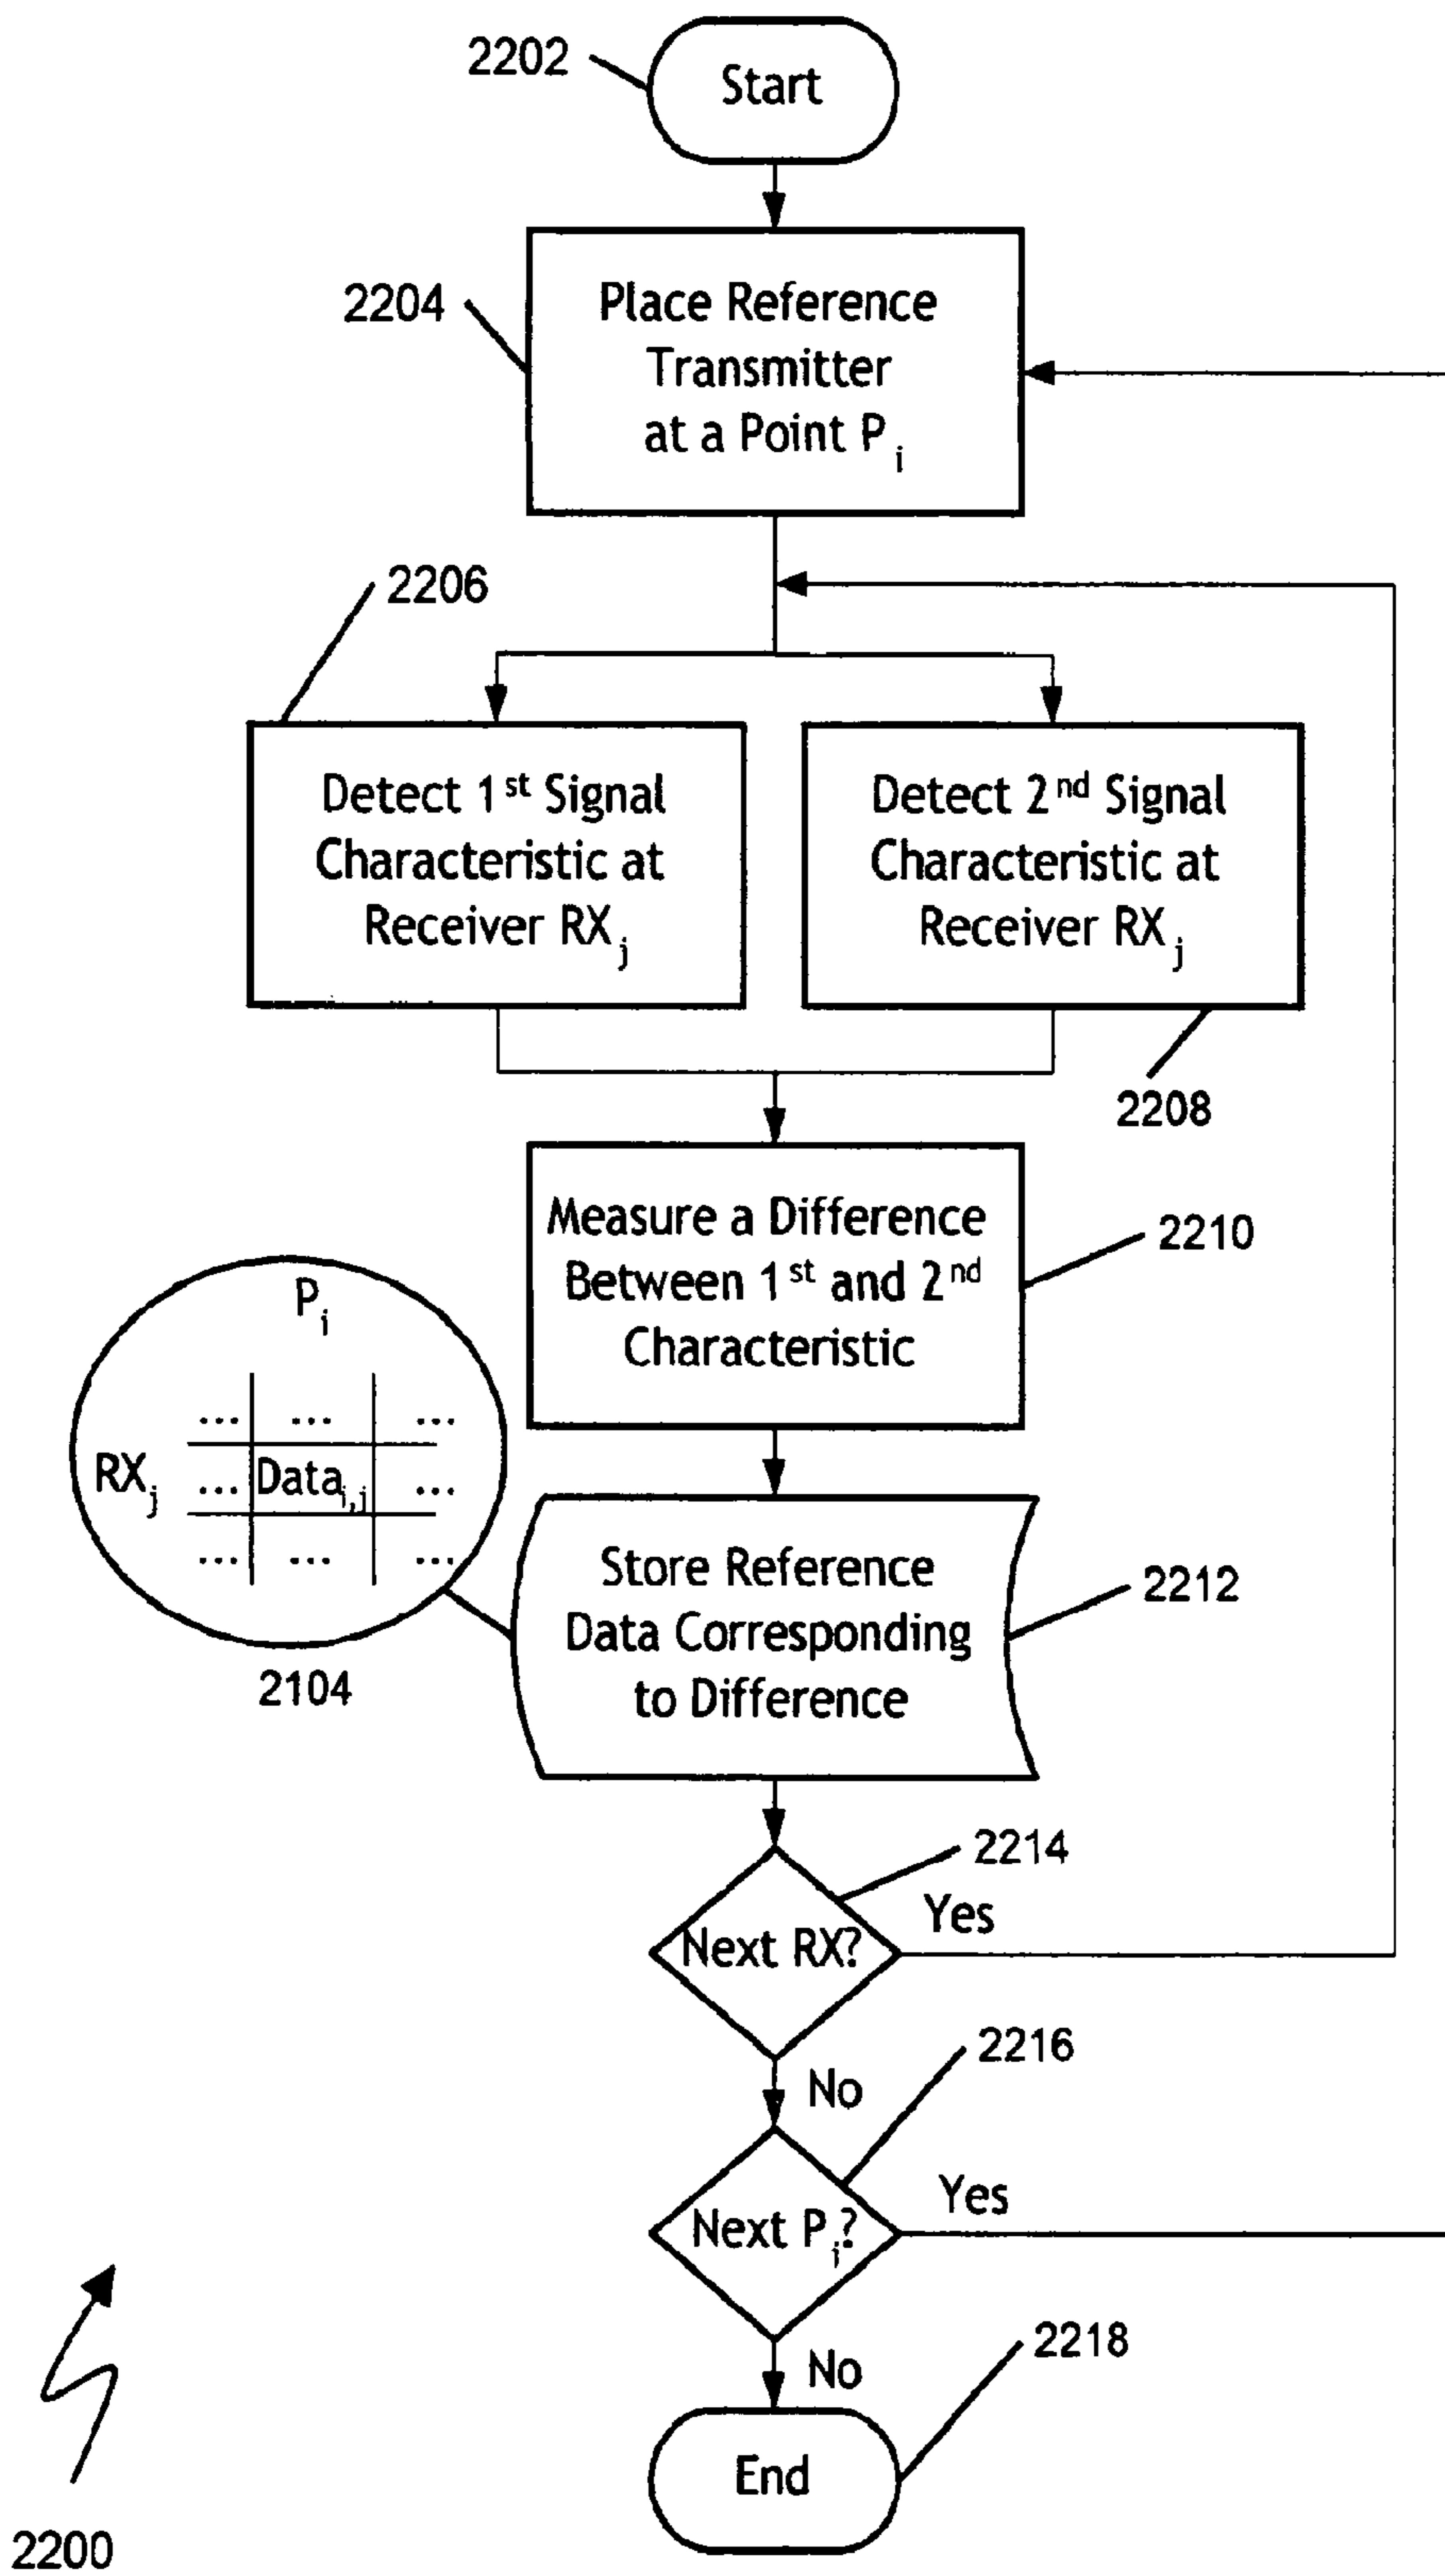 2202
Start
2204
Place Reference
Transmitter
at a Point P i
2206
Detect 1st Signal
Characteristic at
Receiver RX j
Detect 2nd Signal
Characteristic at
Receiver RX j
2208
Measure a Difference
Between 1st and 2nd
Characteristic
2210
P i
... ... ...
RX j ... Data i,j ...
... ... ...
2104
Store Reference
Data Corresponding
to Difference
2212
2214
Next RX?
Yes
No
2216
Next P i?
Yes
No
2218
End
2200